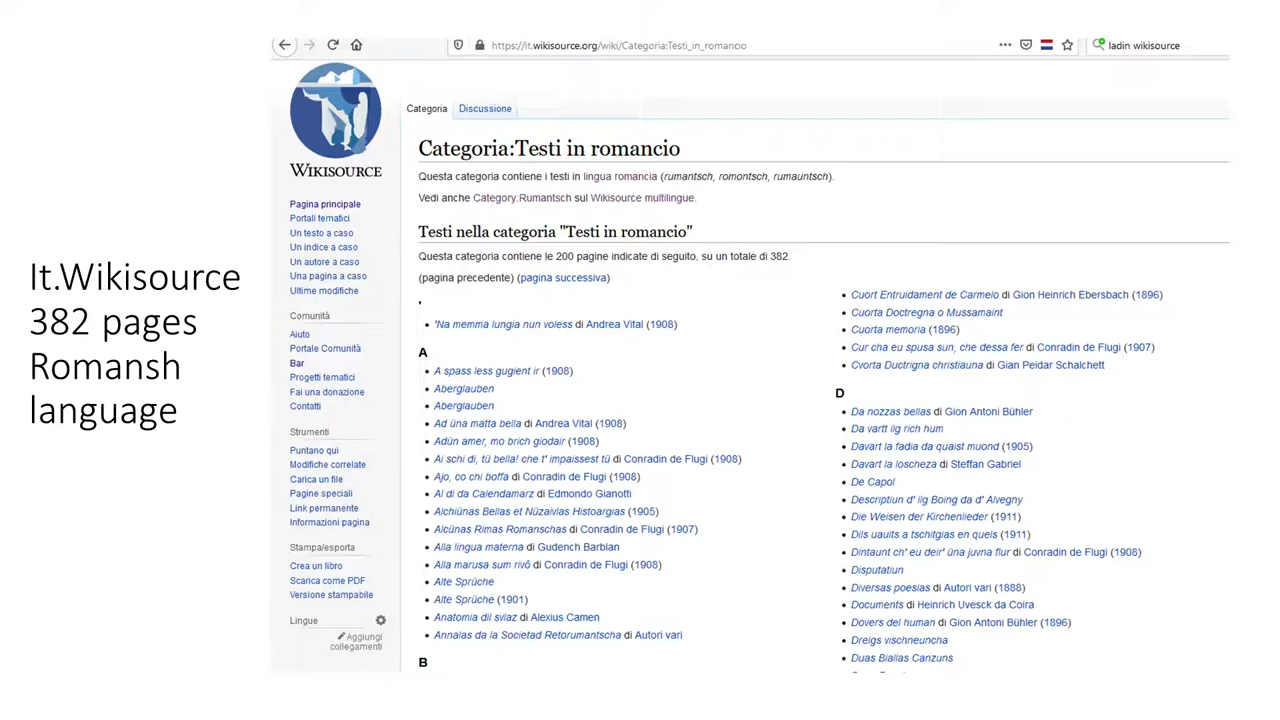 It.Wikisource
382 pages
Romansh
language
https://it.wikisource.org/wiki/Categoria:Testi_in_romancio
ladin wikisource
WIKISOURCE
Pagina principale
Portali tematici
Un testo a caso
Un indice a caso
Un autore a caso
Una pagina a caso
Ultime modifiche
Comunità
Aiuto
Portale Comunità
Bar
Progetti tematici
Fai una donazione
Contatti
Strumenti
Puntano qui
Modifiche correlate
Carica un file
Pagine speciali
Link permanente
Informazioni pagina
Stampa/esporta
Crea un libro
Scarica come PDF
Versione stampabile
Lingue
Aggiungi
collegamenti
Categoria Discussione
Categoria:Testi in romancio
Questa categoria contiene i testi in lingua romancia (rumantsch, romontsch, rumauntsch).
Vedi anche Category:Rumantsch sul Wikisource multilingue.
Testi nella categoria "Testi in romancio"
Questa categoria contiene le 200 pagine indicate di seguito, su un totale di 382.
(pagina precedente) (pagina successiva)
'
'Na memma lungia nun voless di Andrea Vital (1908)
A
A spass less gugient ir (1908)
Aberglauben
Aberglauben
Ad üna matta bella di Andrea Vital (1908)
Adün amer, mo brich giodair (1908)
Ai schi di, tü bella! che t' impaissest tü di Conradin de Flugi (1908)
Ajo, co chi boffa di Conradin de Flugi (1908)
Al di da Calendamarz di Edmondo Gianotti
Alchiünas Bellas et Nüzaivlas Histoargias (1905)
Alcünas Rimas Romanschas di Conradin de Flugi (1907)
Alla lingua materna di Gudench Barblan
Alla marusa sum rivô di Conradin de Flugi (1908)
Alte Sprüche
Alte Sprüche (1901)
Anatomia dil sviaz di Alexius Camen
Annalas da la Societad Retorumantscha di Autori vari
B
Cuort Entruidament de Carmelo di Gion Heinrich Ebersbach (1896)
Cuorta Doctregna o Mussamaint
Cuorta memoria (1896)
Cur cha eu spusa sun, che dessa fer di Conradin de Flugi (1907)
Cvorta Ductrigna christiauna di Gian Peidar Schalchett
D
Da nozzas bellas di Gion Antoni Bühler
Da vartt ilg rich hum
Davart la fadia da quaist muond (1905)
Davart la loscheza di Steffan Gabriel
De Capol
Descriptiun d' ilg Boing da d' Alvegny
Die Weisen der Kirchenlieder (1911)
Diis uaults a tschitgias en quels (1911)
Dintaunt ch' eu deir' üna juvna flur di Conradin de Flugi (1908)
Disputatiun
Diversas poesias di Autori vari (1888)
Documents di Heinrich Uvesck da Coira
Dovers del human di Gion Antoni Bühler (1896)
Dreigs vischneuncha
Duas Biallas Canzuns